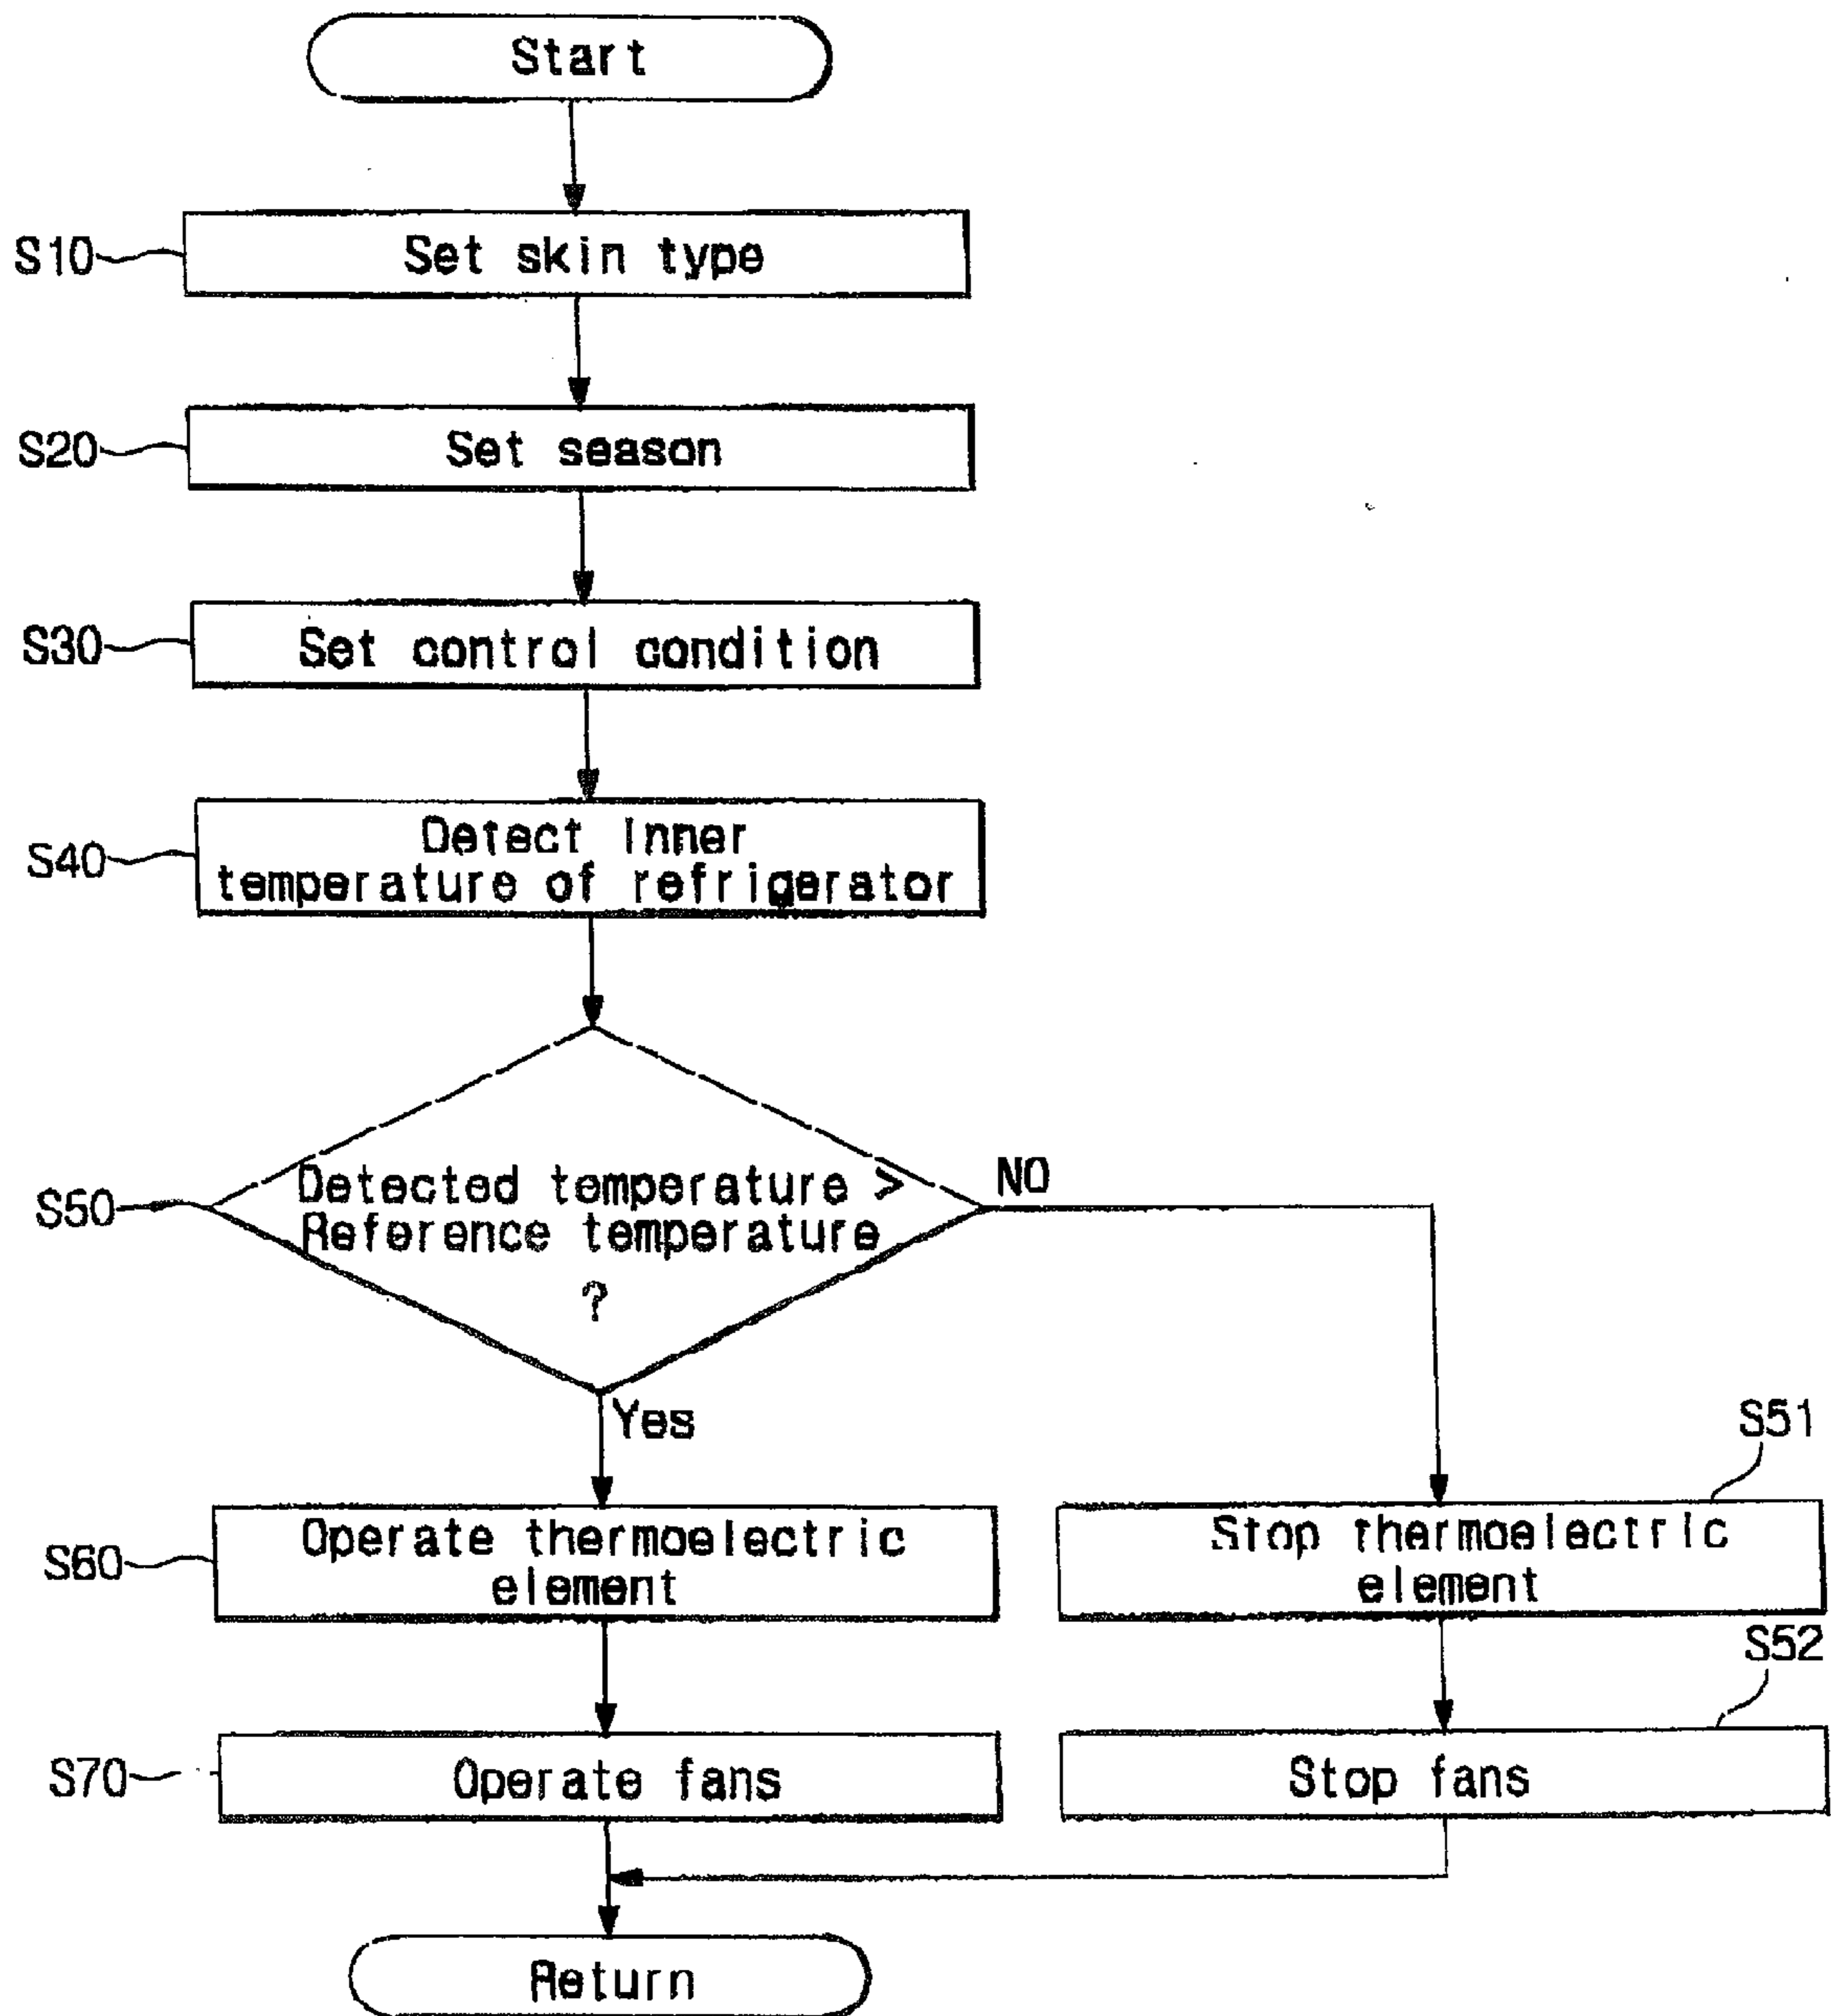 Start
S10
Set skin type
S20
Set season
S30
Set control condition
S40
Detect inner
temperature of refrigerator
S50
Detected temperature >
Reference temperature
?
NO
Yes
S60
Operate thermoelectric
element
S51
Stop thermoelectric
element
S70
Operate fans
S52
Stop fans
Return